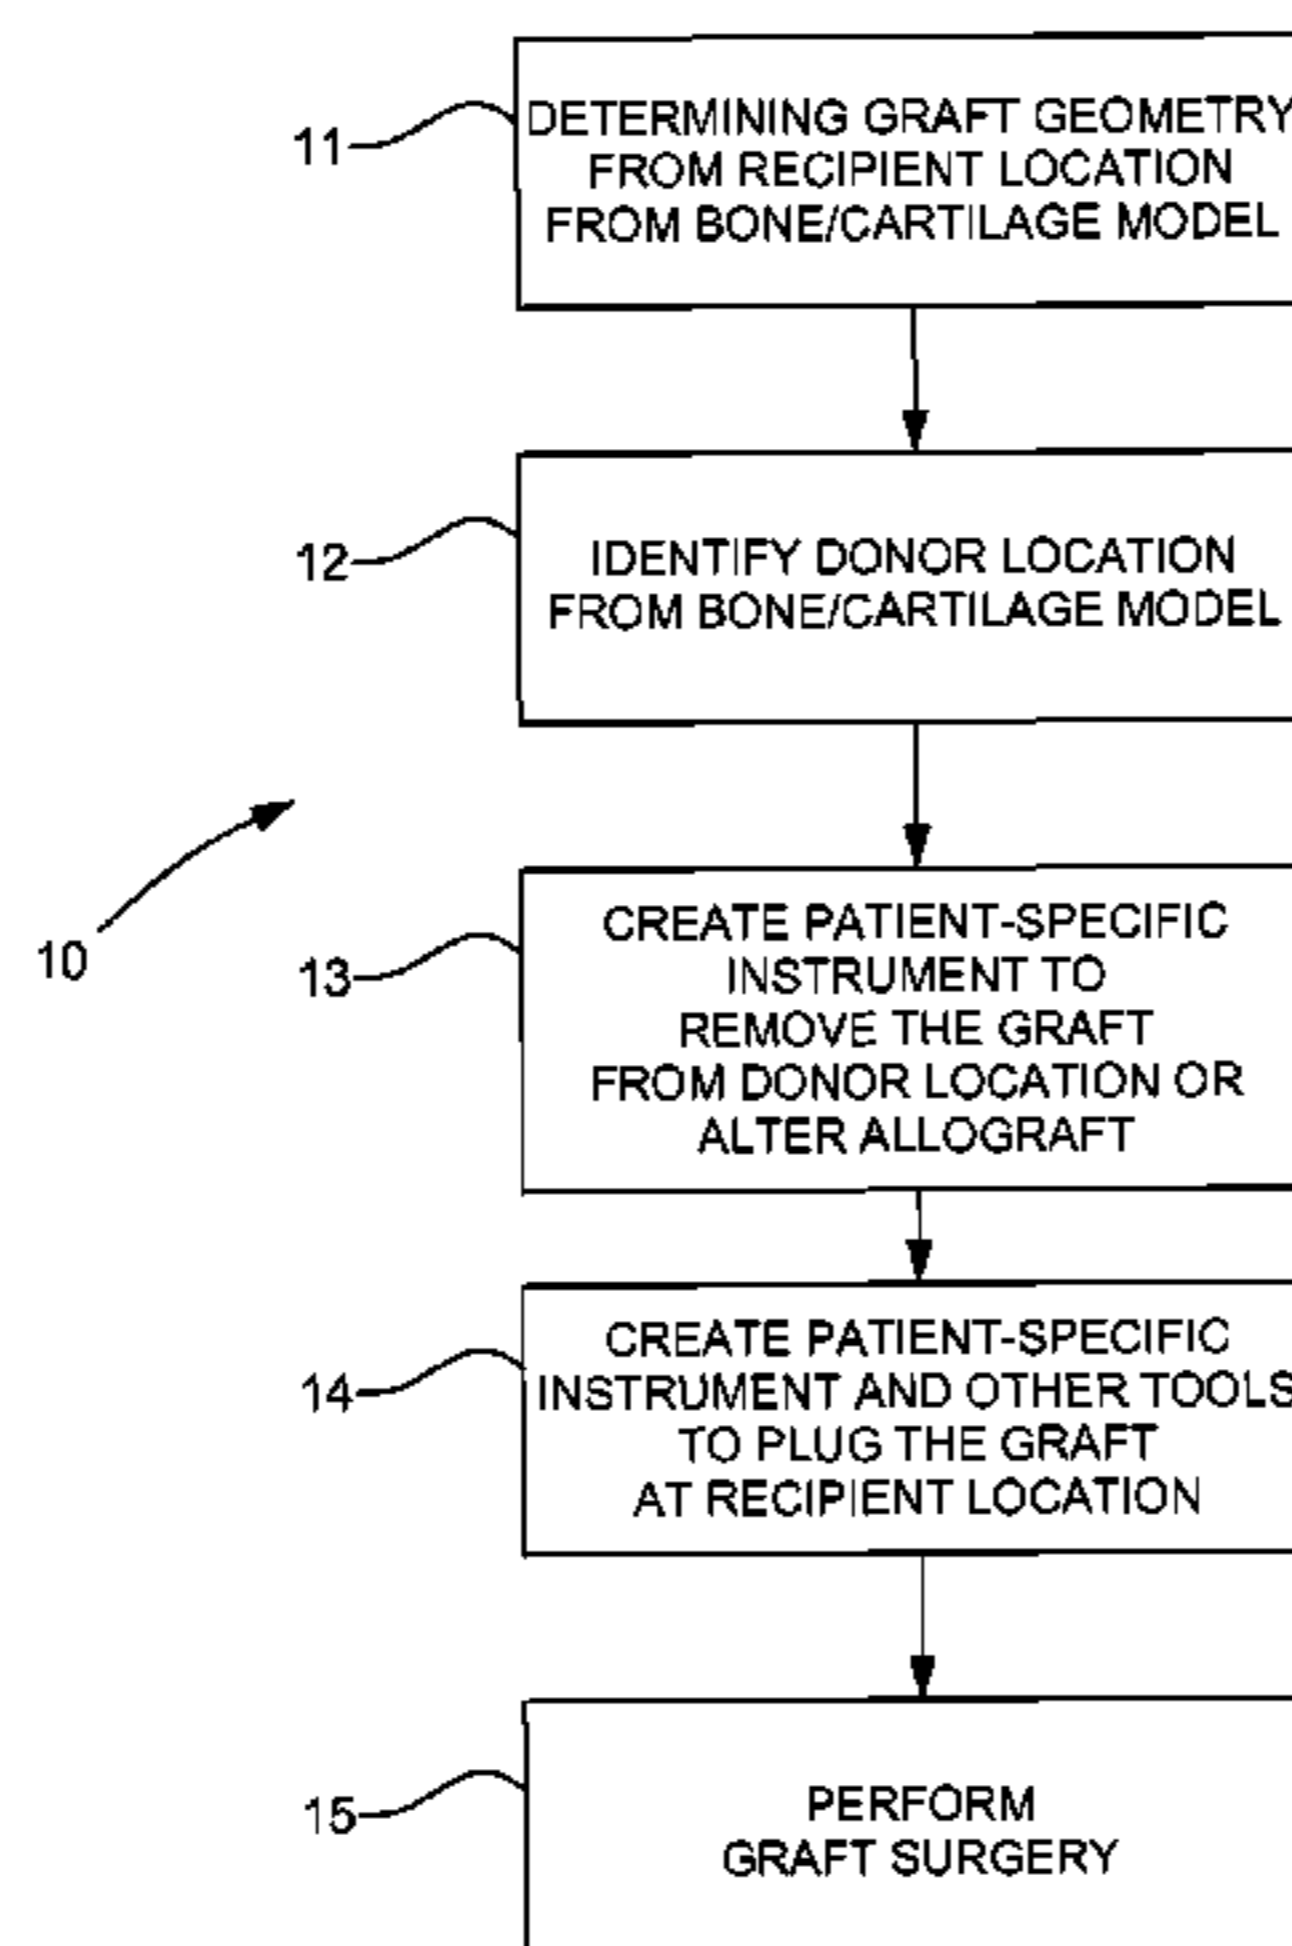 11
DETERMINING GRAFT GEOMETRY
FROM RECIPIENT LOCATION
FROM BONE/CARTILAGE MODEL
12
IDENTIFY DONOR LOCATION
FROM BONE/CARTILAGE MODEL
10
13
CREATE PATIENT-SPECIFIC
INSTRUMENT TO
REMOVE THE GRAFT
FROM DONOR LOCATION OR
ALTER ALLOGRAFT
14
CREATE PATIENT-SPECIFIC
INSTRUMENT AND OTHER TOOLS
TO PLUG THE GRAFT
AT RECIPIENT LOCATION
15
PERFORM
GRAFT SURGERY